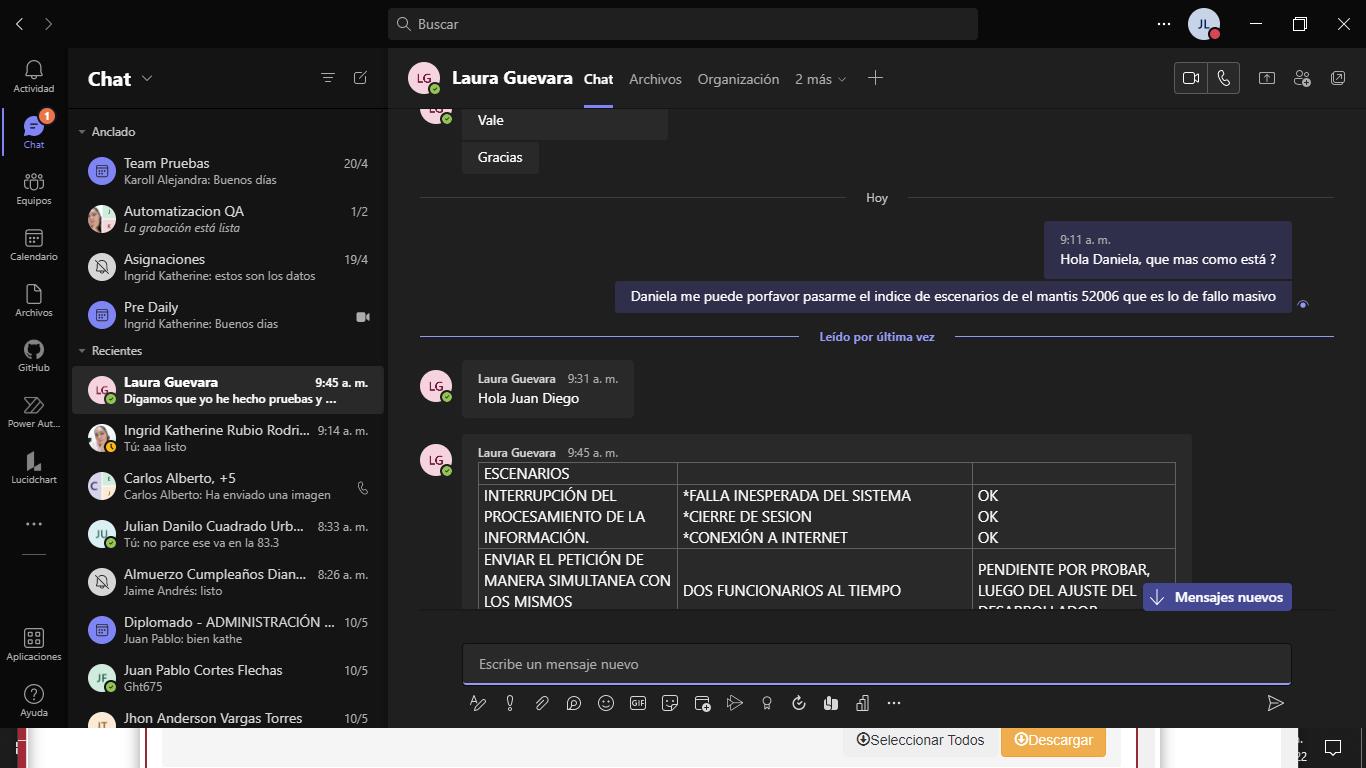 Buscar
JL
Actividad
1
Chat
Equipos
Calendario
Archivos
GitHub
Power Aut...
Lucidchart
Aplicaciones
Ayuda
Chat
Anclado
Team Pruebas 20/4
Karoll Alejandra: Buenos días
Automatizacion QA 1/2
La grabación está lista
Asignaciones 19/4
Ingrid Katherine: estos son los datos
Pre Daily
Ingrid Katherine: Buenos dias
Recientes
LG
Laura Guevara 9:45 a. m.
Digamos que yo he hecho pruebas y ...
Ingrid Katherine Rubio Rodri... 9:14 a. m.
Tú: aaa listo
C
Carlos Alberto, +5
Carlos Alberto: Ha enviado una imagen
JU
Julian Danilo Cuadrado Urb... 8:33 a. m.
Tú: no parce ese va en la 83.3
Almuerzo Cumpleaños Dian... 8:26 a. m.
Jaime Andrés: listo
Diplomado - ADMINISTRACIÓN ... 10/5
Juan Pablo: bien kathe
JF
Juan Pablo Cortes Flechas 10/5
Ght675
JT
Jhon Anderson Vargas Torres 10/5
LG
Laura Guevara Chat Archivos Organización 2 más
LG
Vale
Gracias
Hoy
9:11 a. m.
Hola Daniela, que mas como está ?
Daniela me puede porfavor pasarme el indice de escenarios de el mantis 52006 que es lo de fallo masivo
Leído por última vez
LG
Laura Guevara 9:31 a. m.
Hola Juan Diego
LG
Laura Guevara 9:45 a. m.
ESCENARIOS
INTERRUPCIÓN DEL *FALLA INESPERADA DEL SISTEMA OK
PROCESAMIENTO DE LA *CIERRE DE SESION OK
INFORMACIÓN. *CONEXIÓN A INTERNET OK
ENVIAR EL PETICIÓN DE
MANERA SIMULTANEA CON
LOS MISMOS
DOS FUNCIONARIOS AL TIEMPO
PENDIENTE POR PROBAR,
LUEGO DEL AJUSTE DEL
DESARROLLADOR
Mensajes nuevos
Escribe un mensaje nuevo
GIF
Seleccionar Todos
Descargar
22